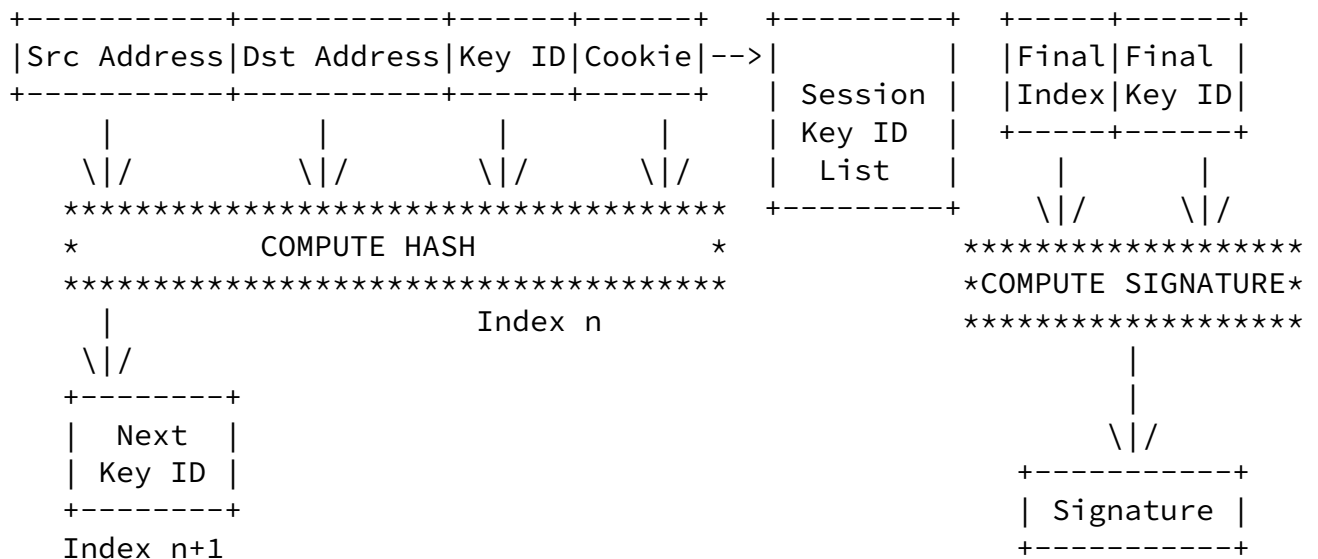 +-----------+-----------+------+------+   +---------+  +-----+------+
|Src Address|Dst Address|Key ID|Cookie|-->|         |  |Final|Final |
+-----------+-----------+------+------+   | Session |  |Index|Key ID|
     |           |         |        |     | Key ID  |  +-----+------+
    \|/         \|/       \|/      \|/    |  List   |     |       |
   *************************************  +---------+    \|/     \|/
   *          COMPUTE HASH             *             *******************
   *************************************             *COMPUTE SIGNATURE*
     |                    Index n                    *******************
    \|/                                                       |
   +--------+                                                 |
   |  Next  |                                                \|/
   | Key ID |                                           +-----------+
   +--------+                                           | Signature |
   Index n+1                                            +-----------+